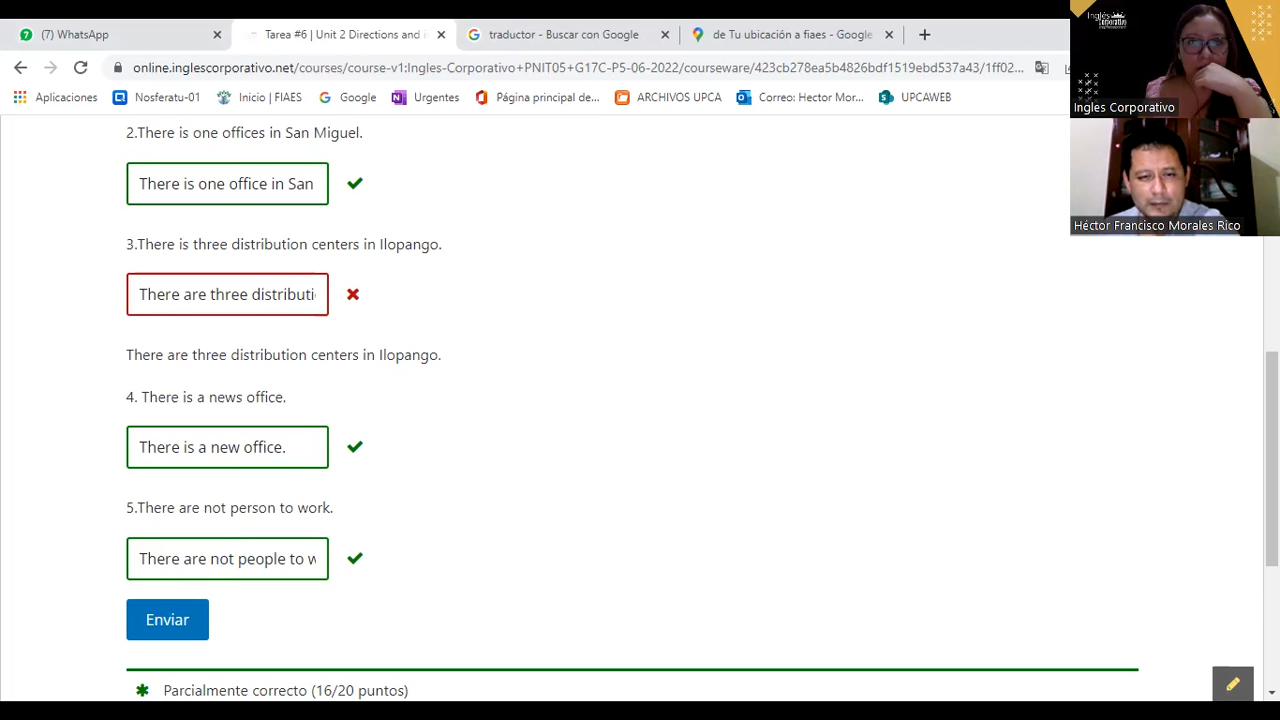 (7) WhatsApp
Tarea #6 | Unit 2 Directions and i
traductor - Buscar con Google
de Tu ubicación a fiaes - Google
online.inglescorporativo.net/courses/course-v1:Ingles-Corporativo+PNIT05+G17C-P5-06-2022/courseware/423cb278ea5b4826bdf1519ebd537a43/1ff02...
Aplicaciones
Nosferatu-01
Inicio | FIAES
Google
Urgentes
Página principal de...
ARCHIVOS UPCA
Correo: Hector Mor...
UPCAWEB
Inglés
Corporativo
Ingles Corporativo
Héctor Francisco Morales Rico
2.There is one offices in San Miguel.
There is one office in San
3.There is three distribution centers in Ilopango.
There are three distributi
There are three distribution centers in Ilopango.
4. There is a news office.
There is a new office.
5.There are not person to work.
There are not people to w
Enviar
Parcialmente correcto (16/20 puntos)